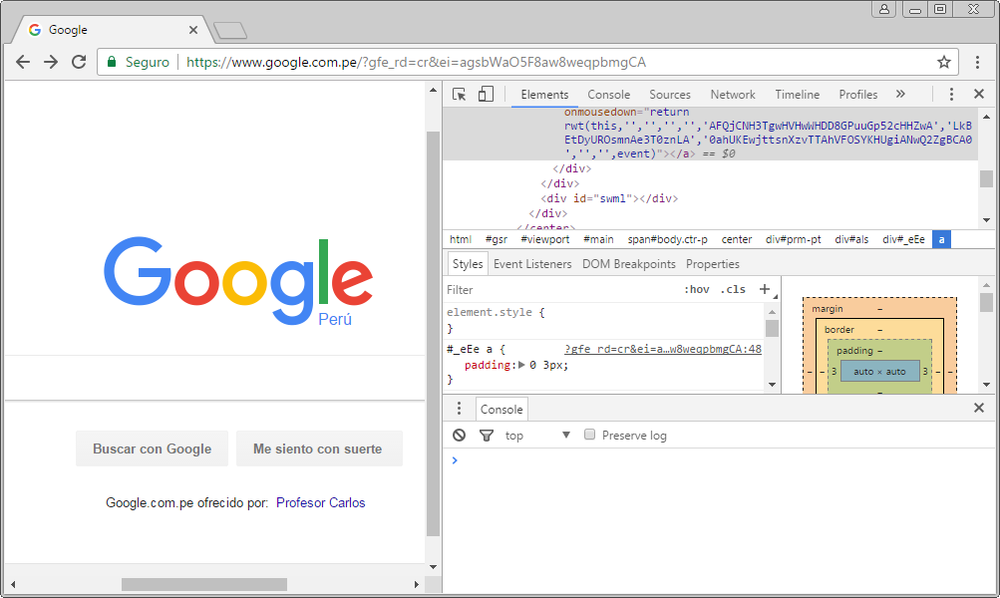 Google
Seguro https://www.google.com.pe/?gfe_rd=cr&ei=agsbWaO5F8aw8weqpbmgCA
Google
Perú
Buscar con Google Me siento con suerte
Google.com.pe ofrecido por: Profesor Carlos
Elements Console Sources Network Timeline Profiles »
onmousedown="return
rwt(this,'','','','','AFQjCNH3TgwHVHwWHDD8GPuuGp52cHHZwA','LkB
EtDyUROsmnAe3T0znLA','0ahUKEwjttsnXzvTTAhVFOSYKHUgiANwQ2ZgBCA0
','','',event)"></a> == $0
</div>
</div>
<div id="swml"></div>
</div>
</center>
html #gsr #viewport #main span#body.ctr-p center div#prm-pt div#als div#_eEe a
Styles Event Listeners DOM Breakpoints Properties
Filter :hov .cls +
element.style {
}
#_eEe a { ?gfe_rd=cr&ei=a…w8weqpbmgCA:48
padding: 0 3px;
}
margin –
border –
padding –
– – 3 auto × auto 3 – –
–
Console
top Preserve log
>